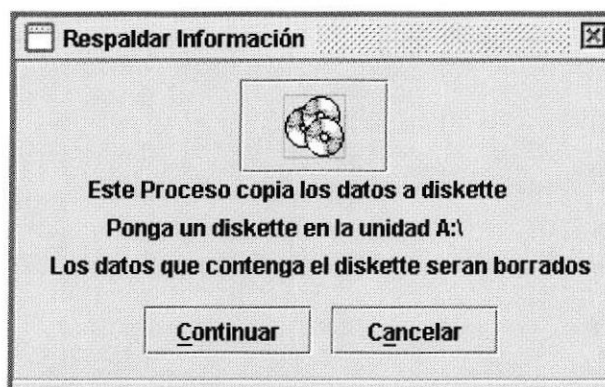 Respaldar Información
Este Proceso copia los datos a diskette
Ponga un diskette en la unidad A:\
Los datos que contenga el diskette seran borrados
Continuar
Cancelar